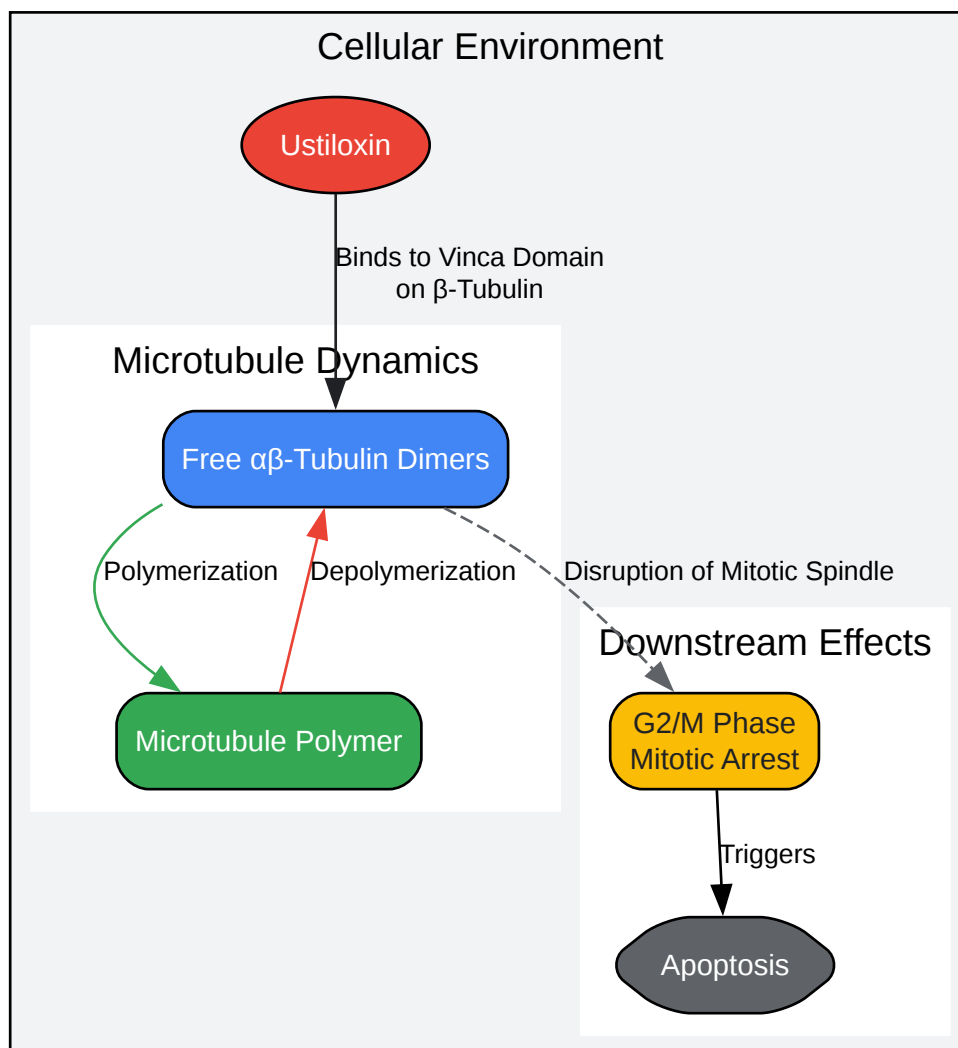 Cellular Environment
Ustiloxin
Binds to Vinca Domain
on β-Tubulin
Microtubule Dynamics
Free αβ-Tubulin Dimers
Polymerization
Depolymerization
Disruption of Mitotic Spindle
Downstream Effects
Microtubule Polymer
G2/M Phase
Mitotic Arrest
Triggers
Apoptosis